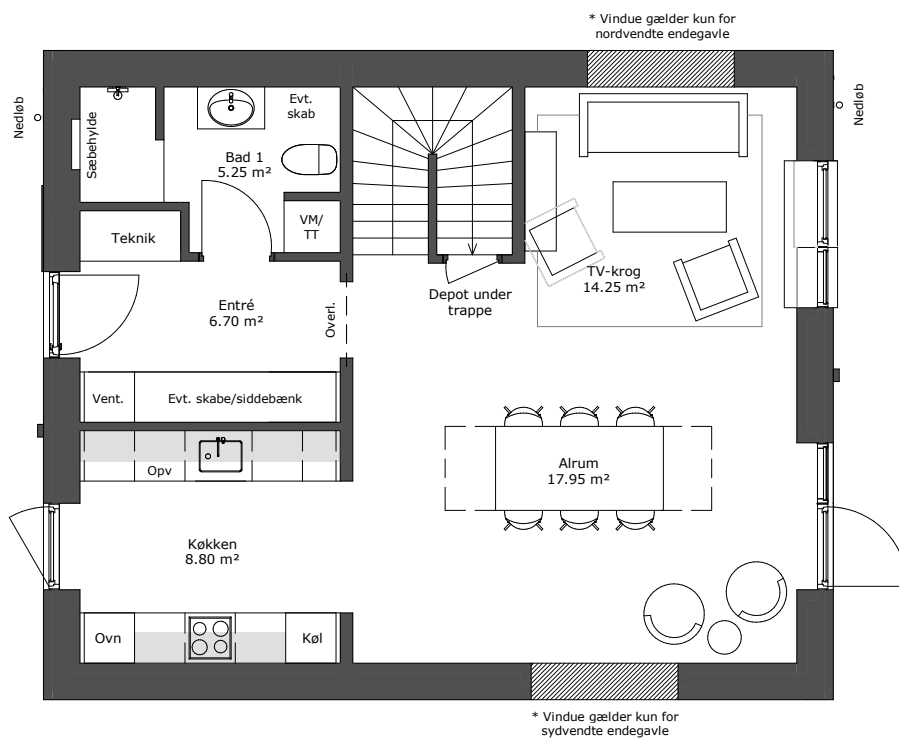 * Vindue gælder kun for
nordvendte endegavle
Nedløb
Nedløb
Sæbehylde
Evt.
skab
Bad 1
5.25 m²
VM/
TT
Teknik
TV-krog
14.25 m²
Depot under
trappe
Entré
6.70 m²
Overl.
Vent.
Evt. skabe/siddebænk
Opv
Alrum
17.95 m²
Køkken
8.80 m²
Ovn
Køl
* Vindue gælder kun for
sydvendte endegavle